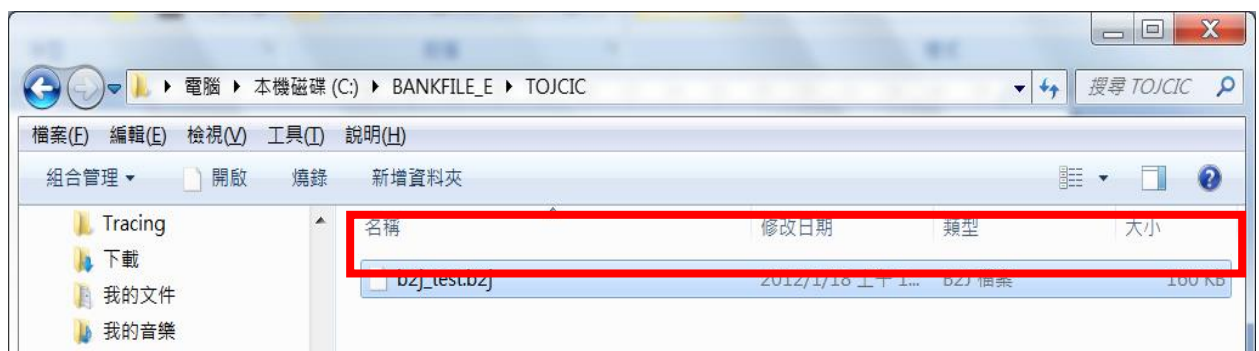 電腦 ▸ 本機磁碟 (C:) ▸ BANKFILE_E ▸ TOJCIC 搜尋 TOJCIC
檔案(F) 編輯(E) 檢視(V) 工具(T) 說明(H)
組合管理 開啟 燒錄 新增資料夾
Tracing 名稱 修改日期 類型 大小
下載 b2j_test.b2j 2012/1/18 上午 1... B2J 檔案 160 KB
我的文件
我的音樂